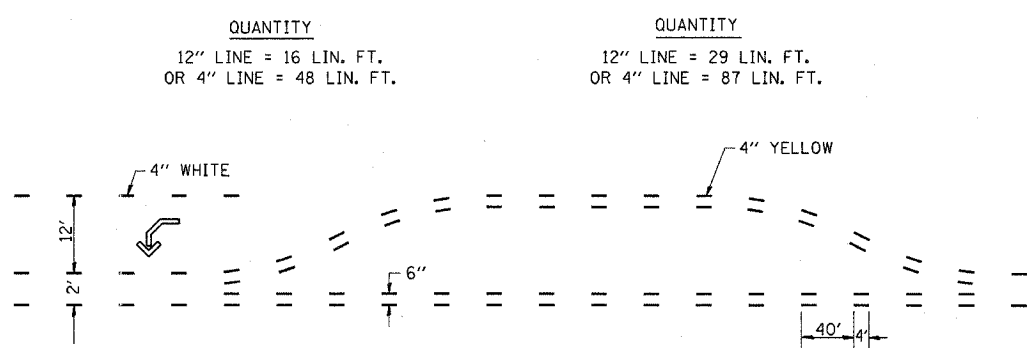 QUANTITY
12" LINE = 16 LIN. FT.
OR 4" LINE = 48 LIN. FT.
QUANTITY
12" LINE = 29 LIN. FT.
OR 4" LINE = 87 LIN. FT.
4" WHITE
4" YELLOW
12'
2'
6"
40'
4'